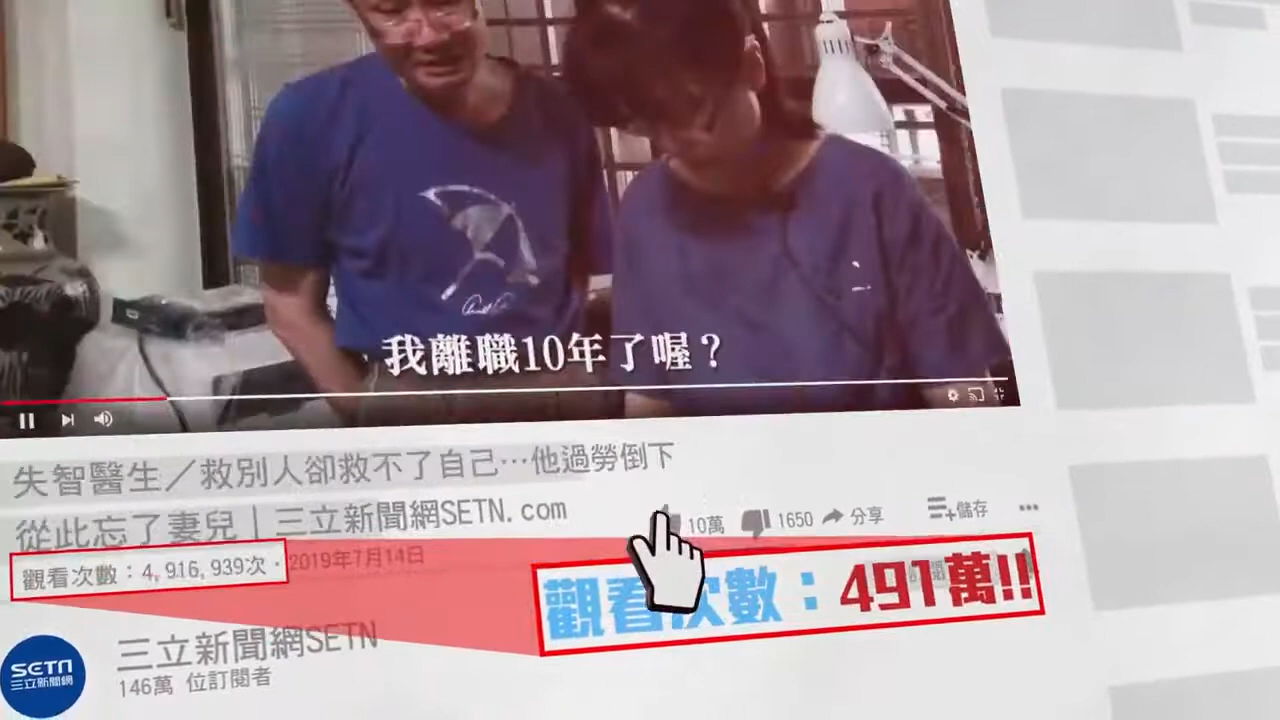 我離職10年了喔？
失智醫生／救別人卻救不了自己…他過勞倒下
從此忘了妻兒｜三立新聞網SETN.com
10萬
1650
分享
儲存
觀看次數：4,916,939次・2019年7月14日
觀看次數：491萬!!
SETN
三立新聞網
三立新聞網SETN
146萬 位訂閱者